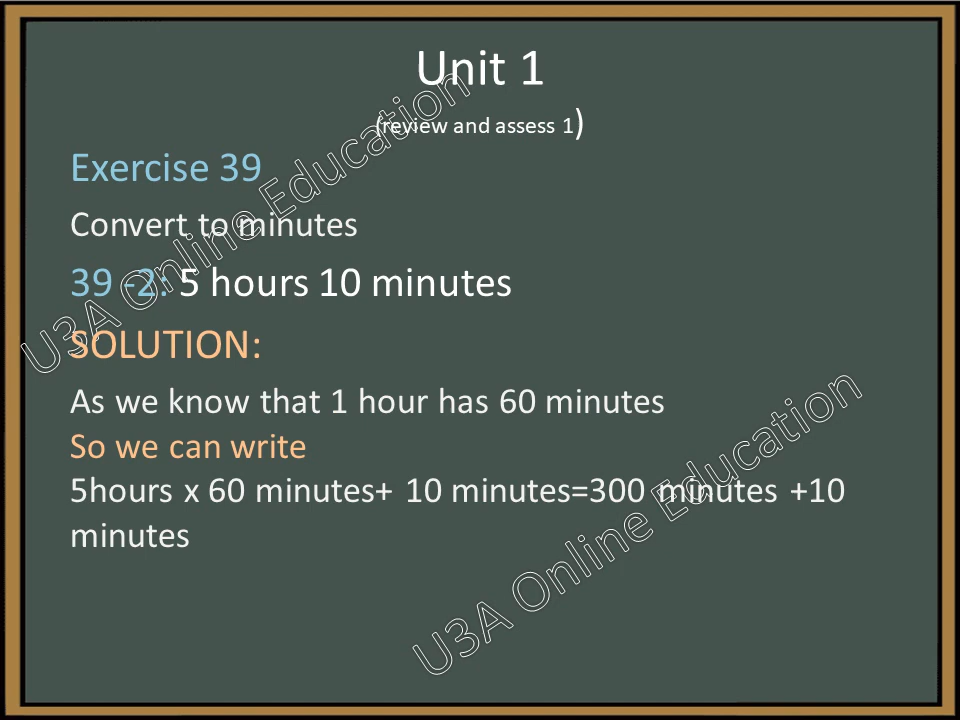 Unit 1
(review and assess 1)
Exercise 39
Convert to minutes
39 -2: 5 hours 10 minutes
SOLUTION:
As we know that 1 hour has 60 minutes
So we can write
5hours x 60 minutes+ 10 minutes=300 minutes +10
minutes
U3A Online Education
U3A Online Education